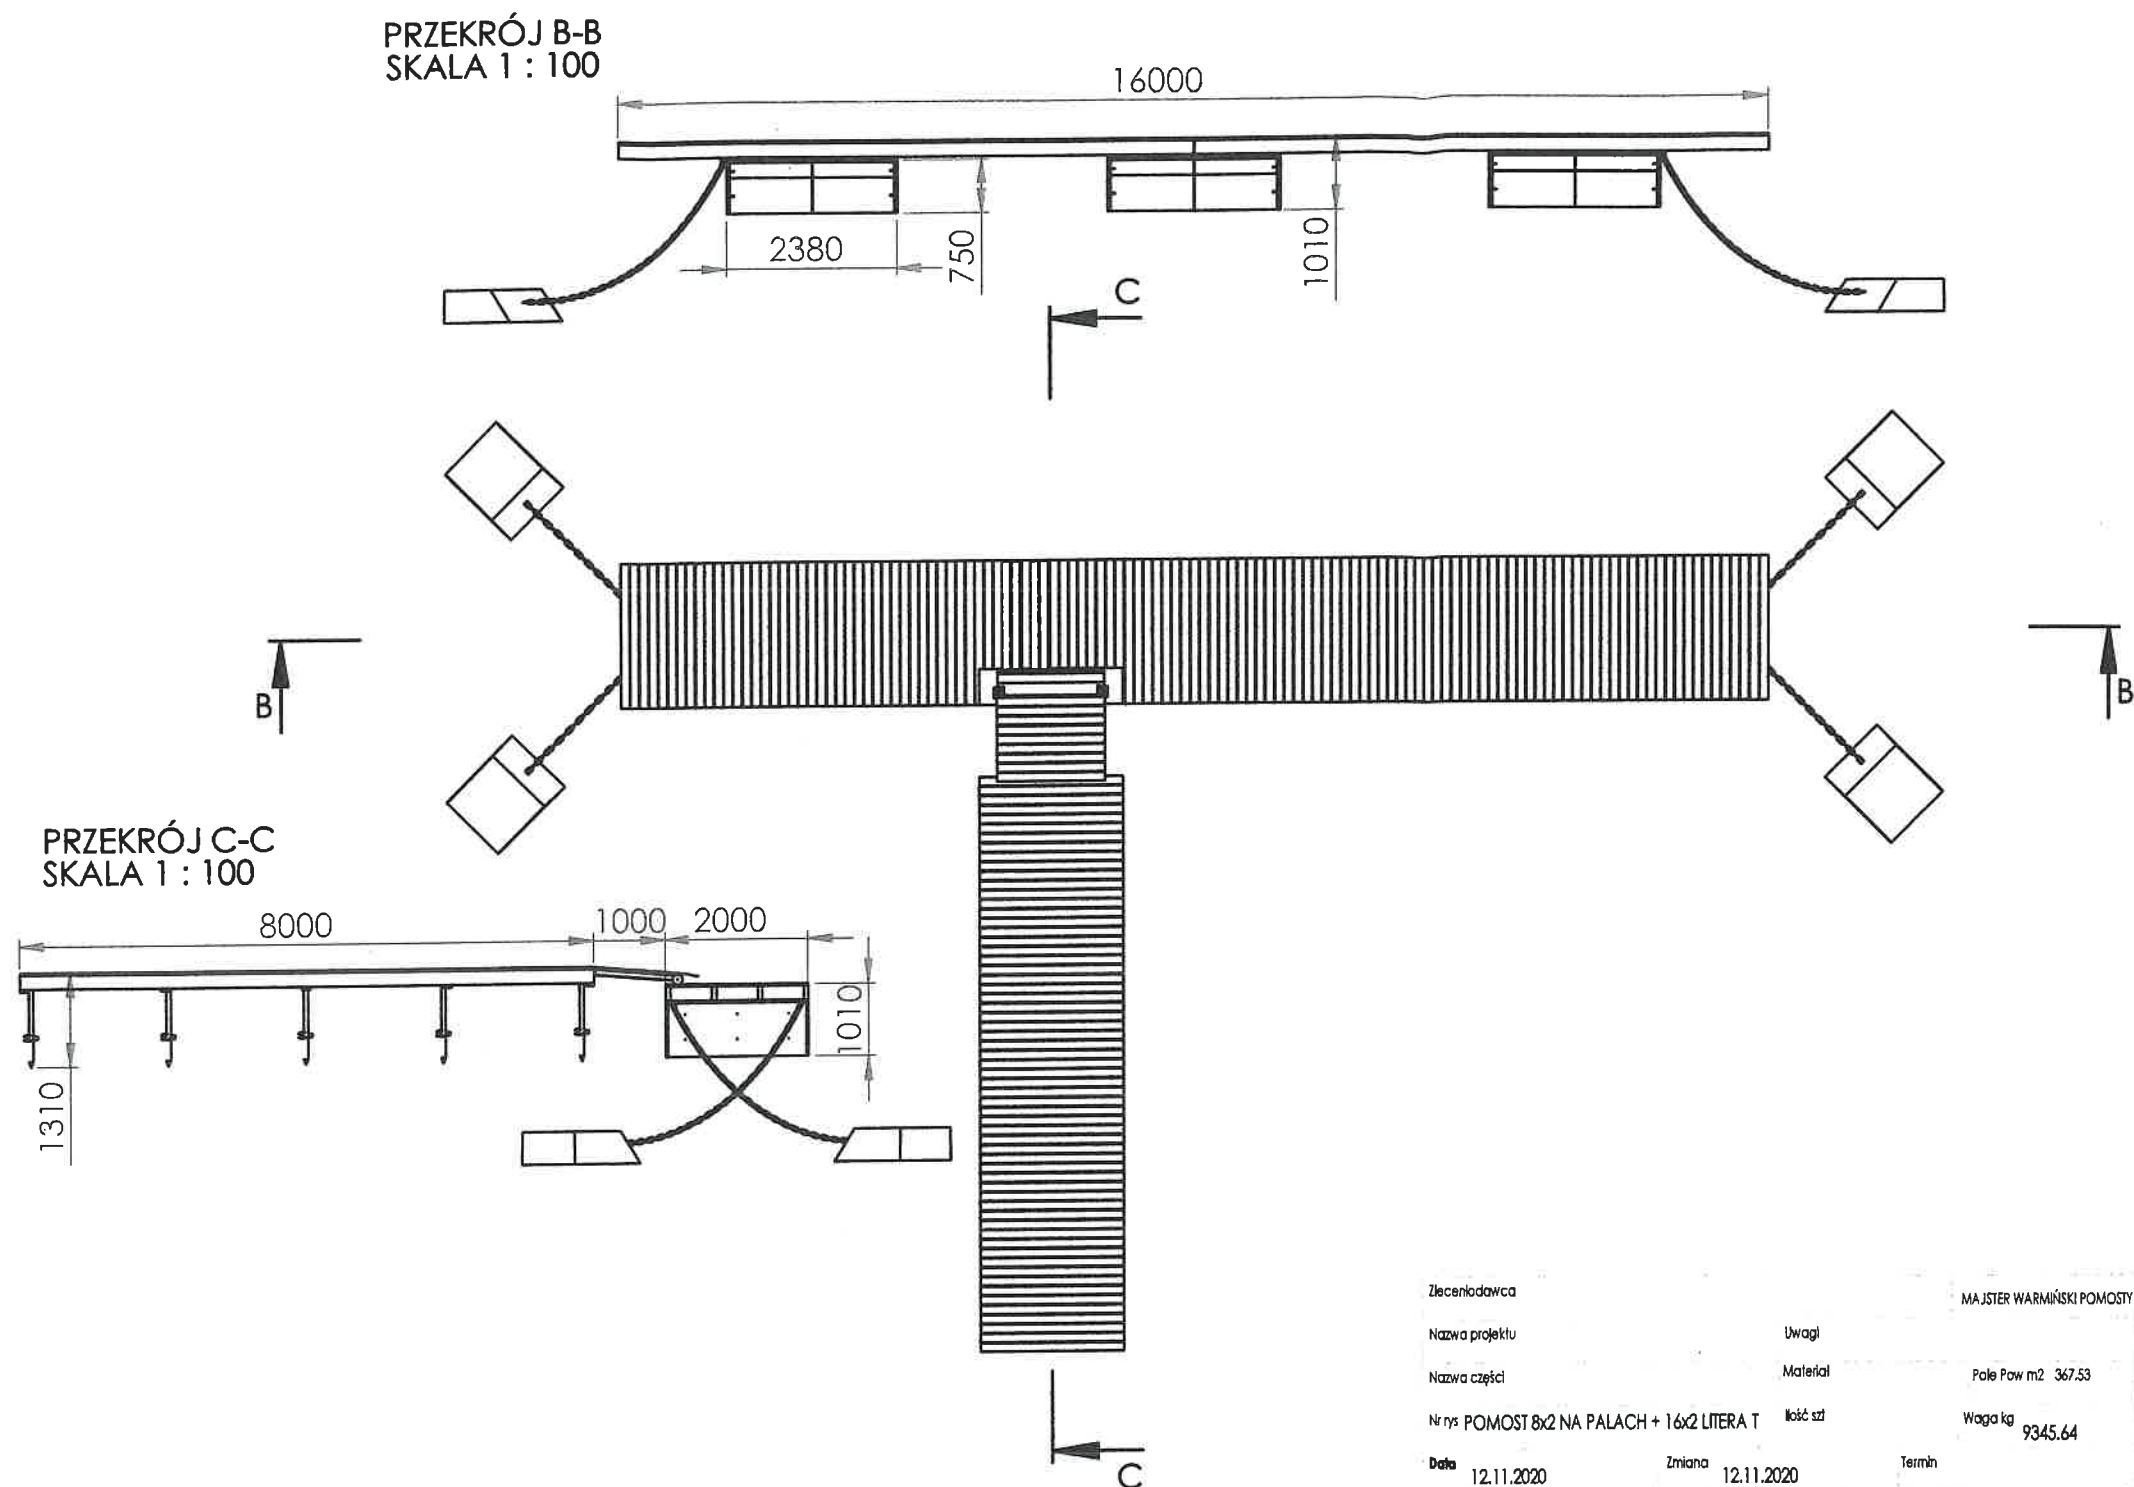 PRZEKRÓJ B-B
SKALA 1 : 100
16000
2380
750
1010
C
B
B
PRZEKRÓJ C-C
SKALA 1 : 100
8000
1000
2000
1310
1010
C
Zleceniodawca
MAJSTER WARMIŃSKI POMOSTY
Nazwa projektu
Uwagi
Nazwa części
Materiał
Pole Pow m2 367.53
Nr rys POMOST 8x2 NA PALACH + 16x2 LITERA T
Ilość szt
Waga kg 9345.64
Data 12.11.2020
Zmiana 12.11.2020
Termin